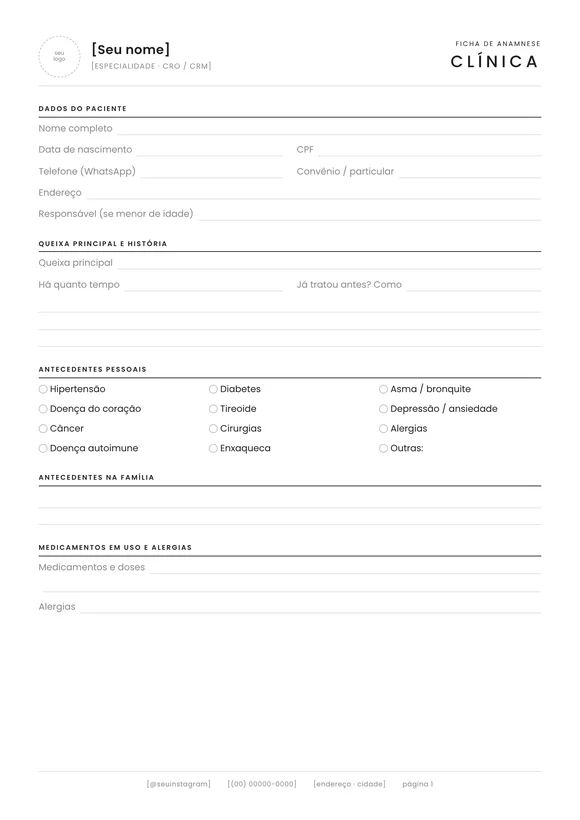 seu
logo
[Seu nome]
[ESPECIALIDADE · CRO / CRM]
FICHA DE ANAMNESE
CLÍNICA
DADOS DO PACIENTE
Nome completo
Data de nascimento CPF
Telefone (WhatsApp) Convênio / particular
Endereço
Responsável (se menor de idade)
QUEIXA PRINCIPAL E HISTÓRIA
Queixa principal
Há quanto tempo Já tratou antes? Como
ANTECEDENTES PESSOAIS
Hipertensão Diabetes Asma / bronquite
Doença do coração Tireoide Depressão / ansiedade
Câncer Cirurgias Alergias
Doença autoimune Enxaqueca Outras:
ANTECEDENTES NA FAMÍLIA
MEDICAMENTOS EM USO E ALERGIAS
Medicamentos e doses
Alergias
[@seuinstagram] [(00) 00000-0000] [endereço · cidade] página 1